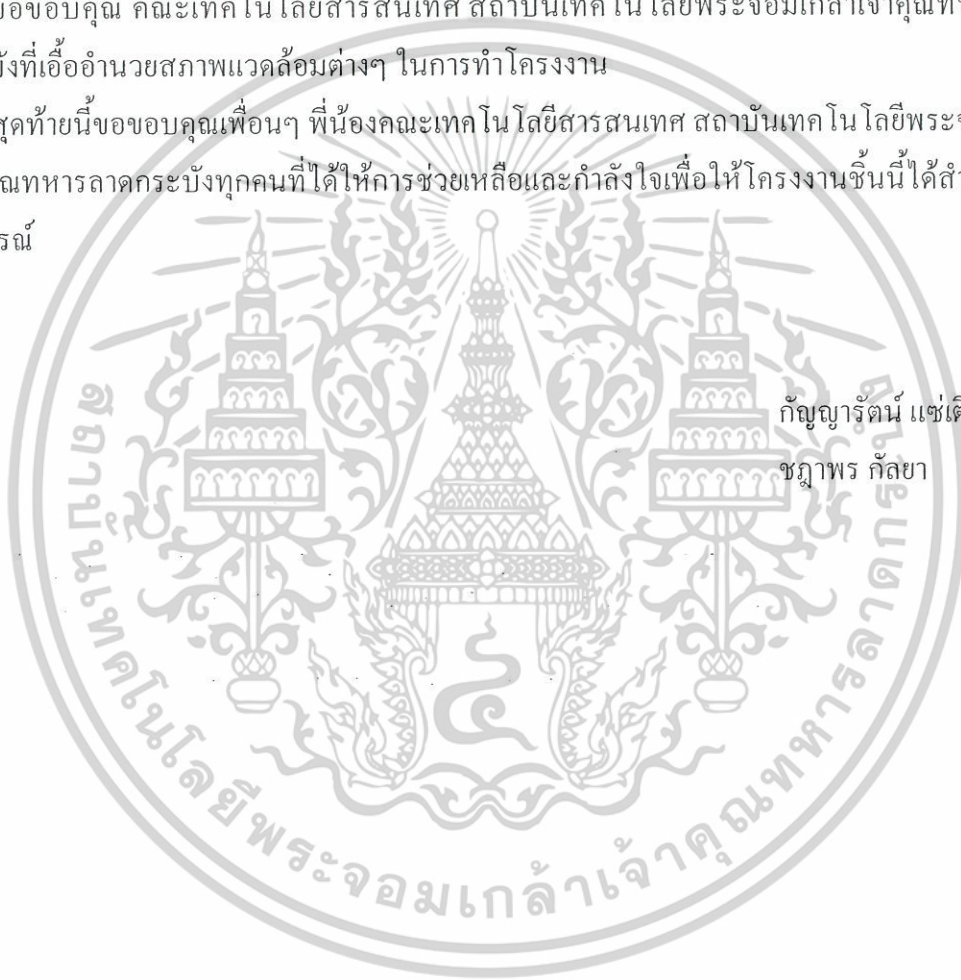 ขอขอบคุณ คณะเทคโนโลยีสารสนเทศ สถาบันเทคโนโลยีพระจอมเกล้าเจ้าคุณทห
บังที่เอื้ออำนวยสภาพแวดล้อมต่างๆ ในการทำโครงงาน
สุดท้ายนี้ขอขอบคุณเพื่อนๆ พี่น้องคณะเทคโนโลยีสารสนเทศ สถาบันเทคโนโลยีพระจ
ณทหารลาดกระบังทุกคนที่ได้ให้การช่วยเหลือและกำลังใจเพื่อให้โครงงานชิ้นนี้ได้สำ
รณ์
กัญญารัตน์ แซ่เต
ชฎาพร กัลยา
สถาบันเทคโนโลยีพระจอมเกล้าเจ้าคุณทหารลาดกระบัง
๔